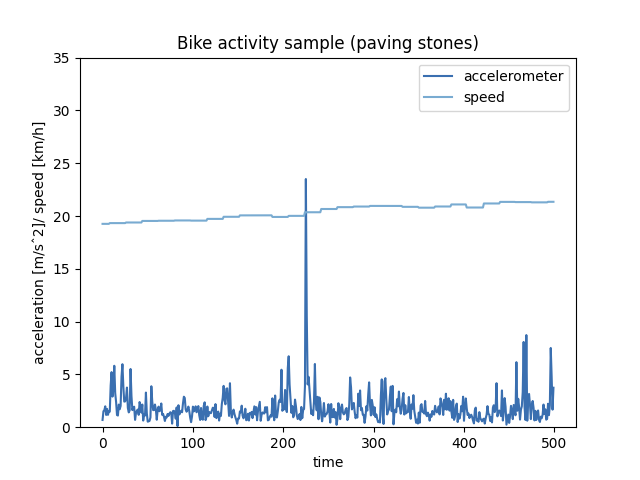 Bike activity sample (paving stones)
35
30
25
20
15
10
5
0
acceleration [m/s^2]/ speed [km/h]
accelerometer
speed
0 100 200 300 400 500
time